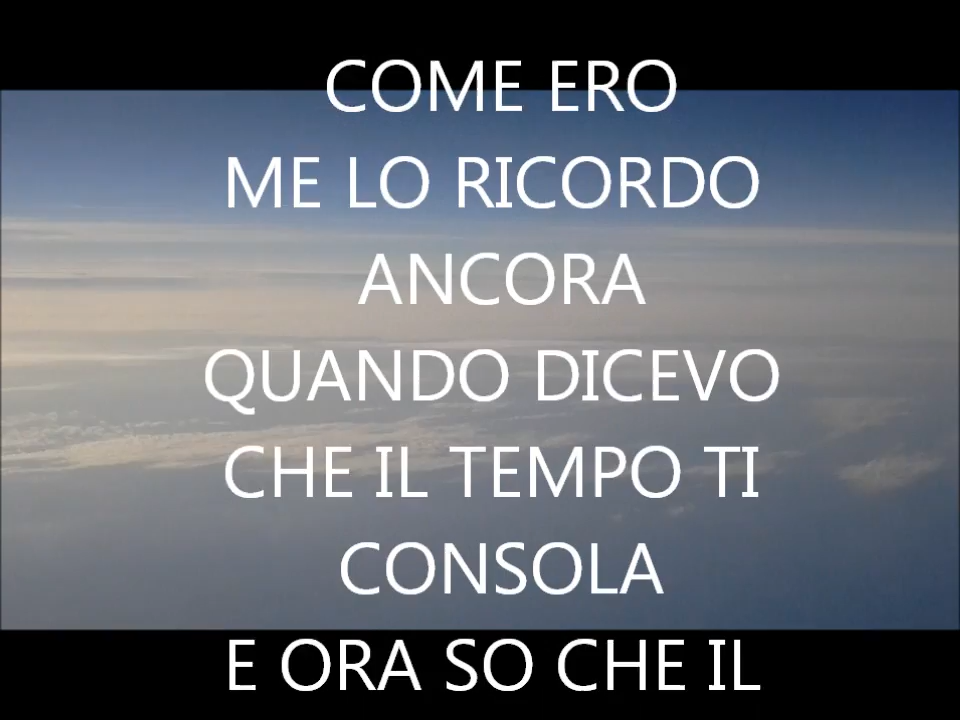 COME ERO
ME LO RICORDO
ANCORA
QUANDO DICEVO
CHE IL TEMPO TI
CONSOLA
E ORA SO CHE IL